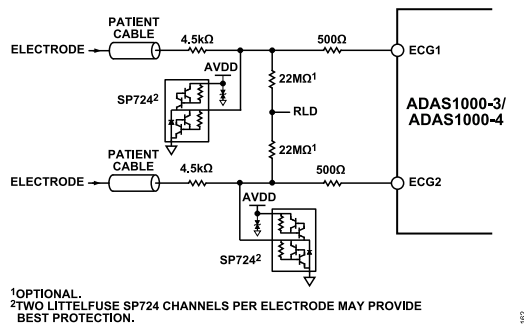 PATIENT
CABLE
ELECTRODE
4.5kΩ
500Ω
ECG1
AVDD
SP724²
22MΩ¹
RLD
22MΩ¹
ADAS1000-3/
ADAS1000-4
PATIENT
CABLE
ELECTRODE
4.5kΩ
500Ω
ECG2
AVDD
SP724²
¹OPTIONAL.
²TWO LITTELFUSE SP724 CHANNELS PER ELECTRODE MAY PROVIDE
BEST PROTECTION.